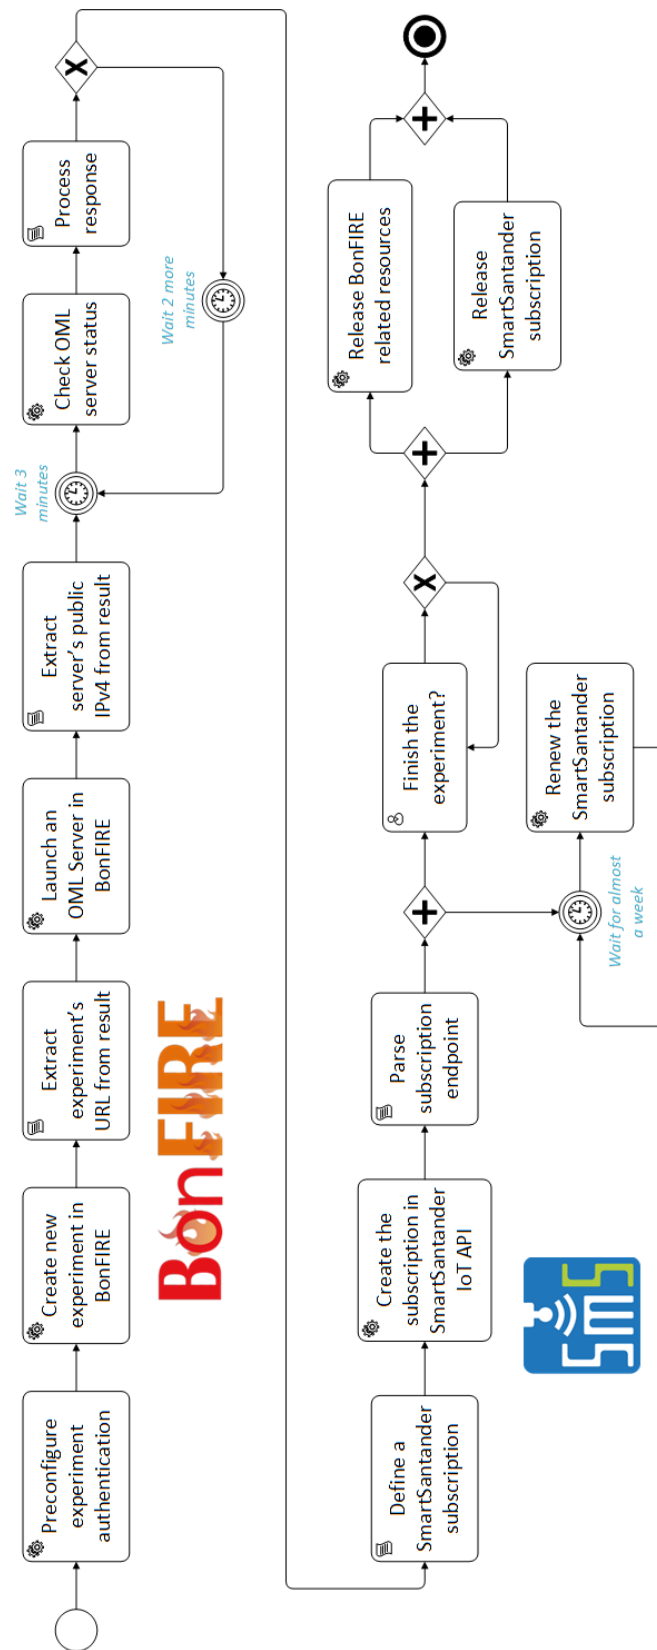 Preconfigure
experiment
authentication
Create new
experiment in
BonFIRE
Extract
experiment's
URL from result
Launch an
OML Server in
BonFIRE
Extract
server's public
IPv4 from result
Wait 3
minutes
Check OML
server status
Process
response
Wait 2 more
minutes
BonFIRE
Define a
SmartSantander
subscription
Create the
subscription in
SmartSantander
IoT API
Parse
subscription
endpoint
Finish the
experiment?
Wait for almost
a week
Renew the
SmartSantander
subscription
Release BonFIRE
related resources
Release
SmartSantander
subscription
SmS